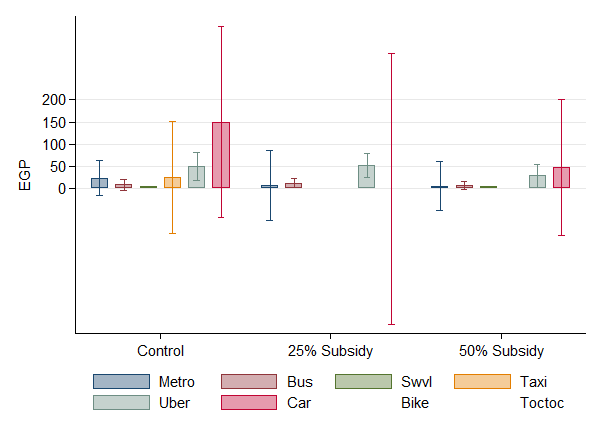 EGP
200
150
100
50
0
Control 25% Subsidy 50% Subsidy
Metro Bus Swvl Taxi
Uber Car Bike Toctoc